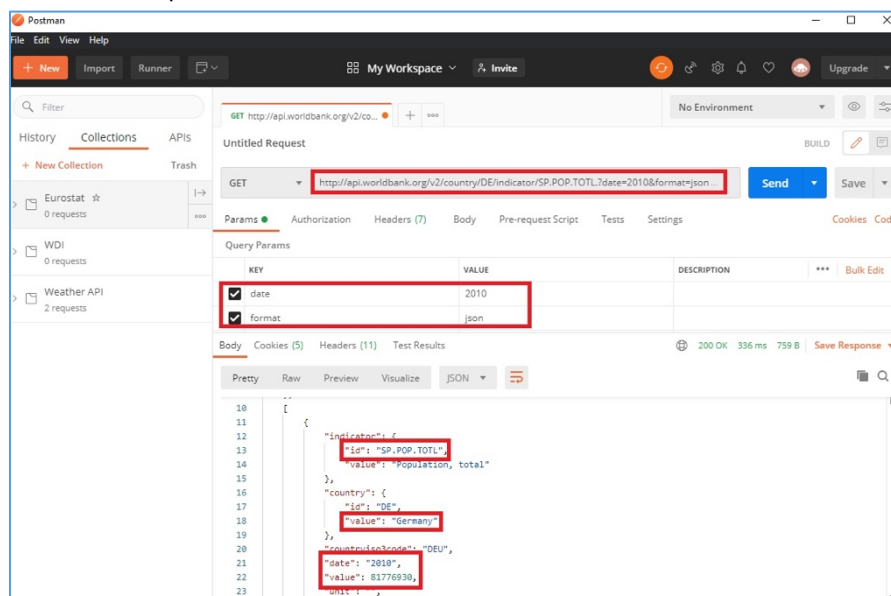 Postman
File Edit View Help
+ New Import Runner My Workspace Invite Upgrade
Filter
History Collections APIs
+ New Collection Trash
Eurostat ☆
0 requests
WDI
0 requests
Weather API
2 requests
GET http://api.worldbank.org/v2/co... + ooo No Environment
Untitled Request BUILD
GET http://api.worldbank.org/v2/country/DE/indicator/SP.POP.TOTL.?date=2010&format=json ... Send Save
Params Authorization Headers (7) Body Pre-request Script Tests Settings Cookies Cod
Query Params
KEY VALUE DESCRIPTION ••• Bulk Edit
date 2010
format json
Body Cookies (5) Headers (11) Test Results 200 OK 336 ms 759 B Save Response
Pretty Raw Preview Visualize JSON
10 [
11 {
12 "indicator": {
13 "id": "SP.POP.TOTL",
14 "value": "Population, total"
15 },
16 "country": {
17 "id": "DE",
18 "value": "Germany"
19 },
20 "countryiso3code": "DEU",
21 "date": "2010",
22 "value": 81776930,
23 "unit": "",